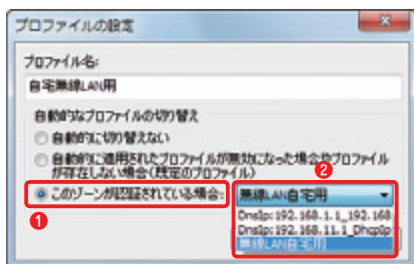 プロファイルの設定
プロファイル名:
自宅無線LAN用
自動的なプロファイルの切り替え
自動的に切り替えない
自動的に適用されたプロファイルが無効になった場合やプロファイルが存在しない場合(既定のプロファイル)
2
このゾーンが認証されている場合:
無線LAN自宅用
1
DnsIp:192.168.1.1_192.168
DnsIp:192.168.11.1_DhcpIp
無線LAN自宅用